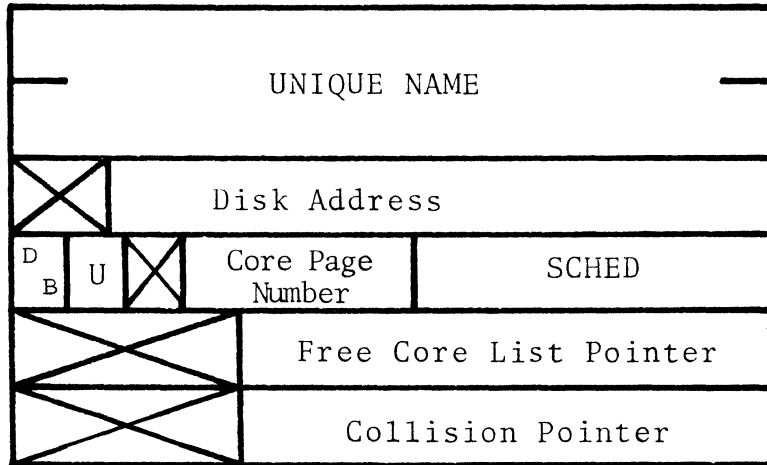 UNIQUE NAME
Disk Address
D B
U
Core Page
Number
SCHED
Free Core List Pointer
Collision Pointer